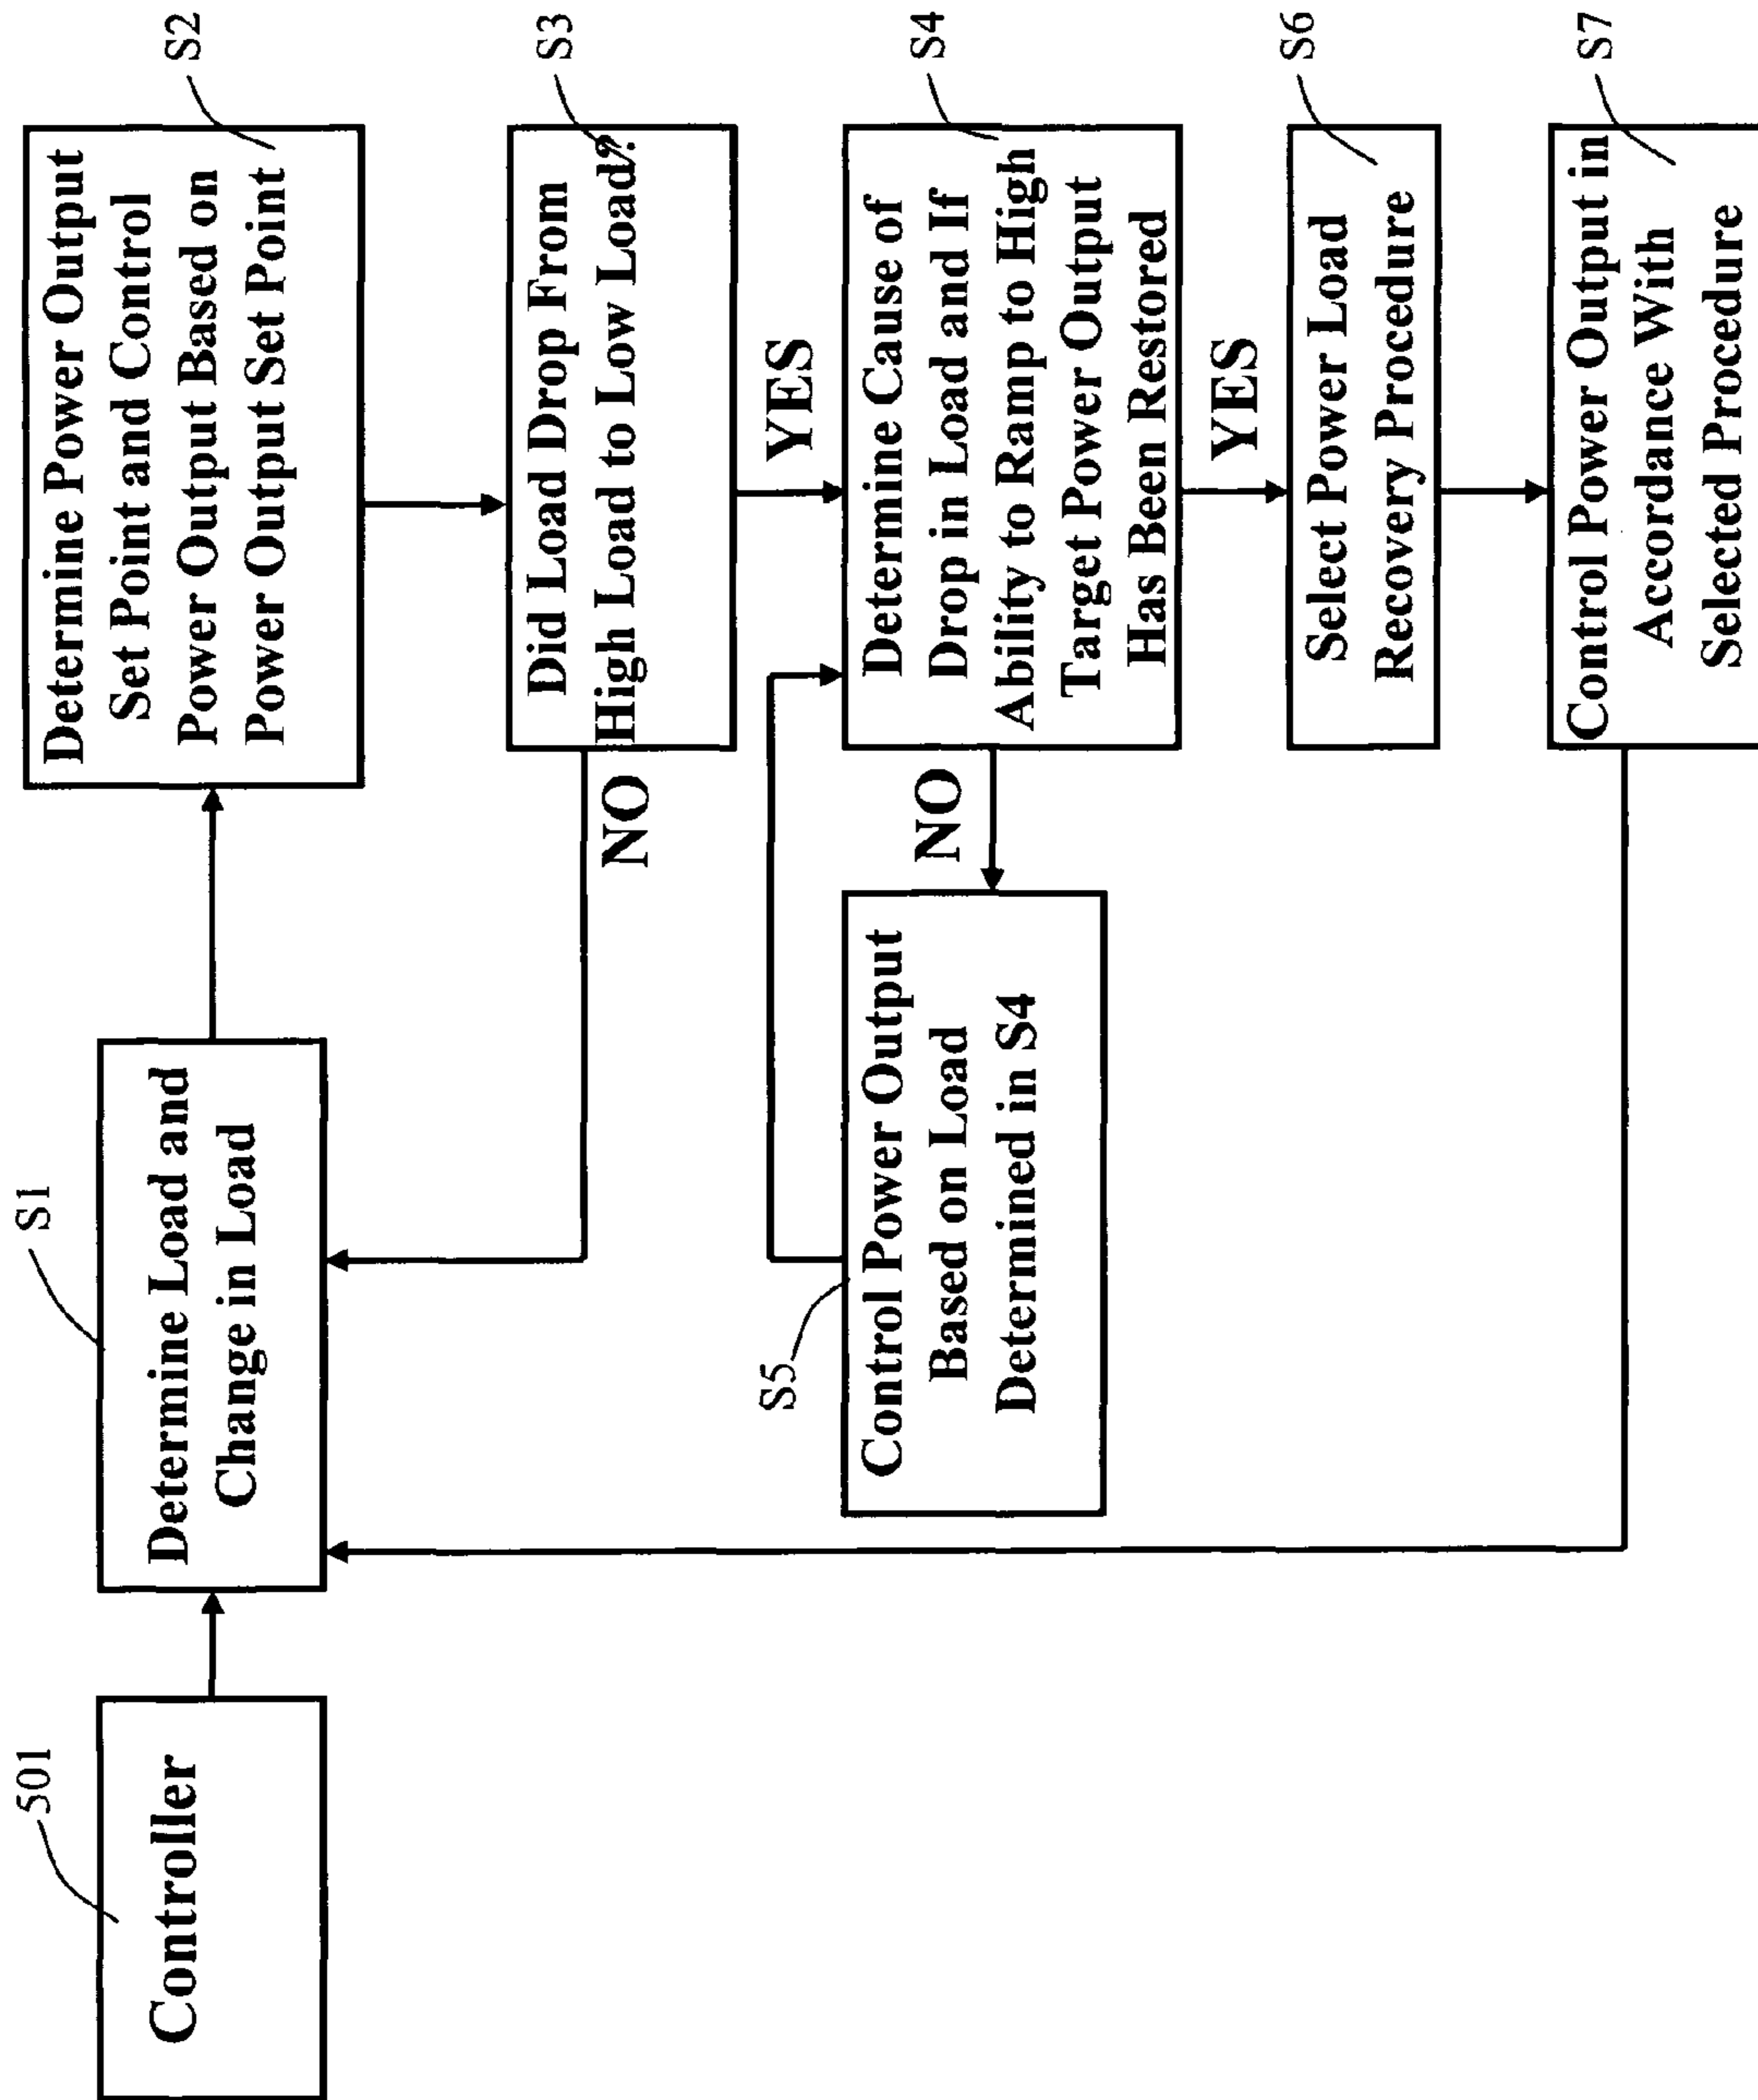 501
Controller
S1
Determine Load and
Change in Load
S2
Determine Power Output
Set Point and Control
Power Output Based on
Power Output Set Point
S3
Did Load Drop From
High Load to Low Load?
NO
YES
S4
Determine Cause of
Drop in Load and If
Ability to Ramp to High
Target Power Output
Has Been Restored
NO
S5
Control Power Output
Based on Load
Determined in S4
YES
S6
Select Power Load
Recovery Procedure
S7
Control Power Output in
Accordance With
Selected Procedure